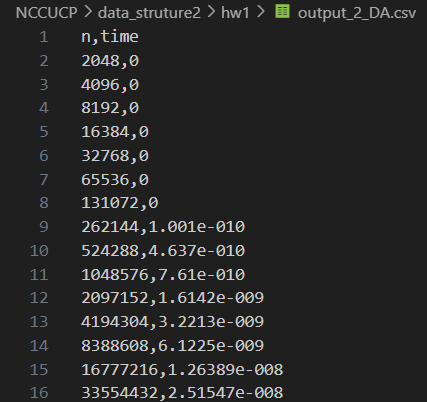 NCCUCP > data_struture2 > hw1 > output_2_DA.csv
1 n,time
2 2048,0
3 4096,0
4 8192,0
5 16384,0
6 32768,0
7 65536,0
8 131072,0
9 262144,1.001e-010
10 524288,4.637e-010
11 1048576,7.61e-010
12 2097152,1.6142e-009
13 4194304,3.2213e-009
14 8388608,6.1225e-009
15 16777216,1.26389e-008
16 33554432,2.51547e-008